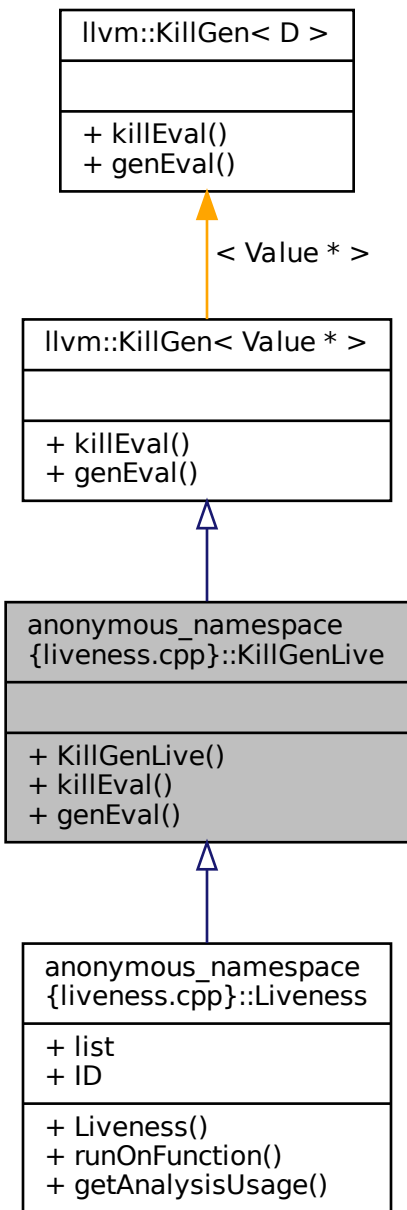 llvm::KillGen< D >
+ killEval()
+ genEval()
< Value * >
llvm::KillGen< Value * >
+ killEval()
+ genEval()
anonymous_namespace
{liveness.cpp}::KillGenLive
+ KillGenLive()
+ killEval()
+ genEval()
anonymous_namespace
{liveness.cpp}::Liveness
+ list
+ ID
+ Liveness()
+ runOnFunction()
+ getAnalysisUsage()